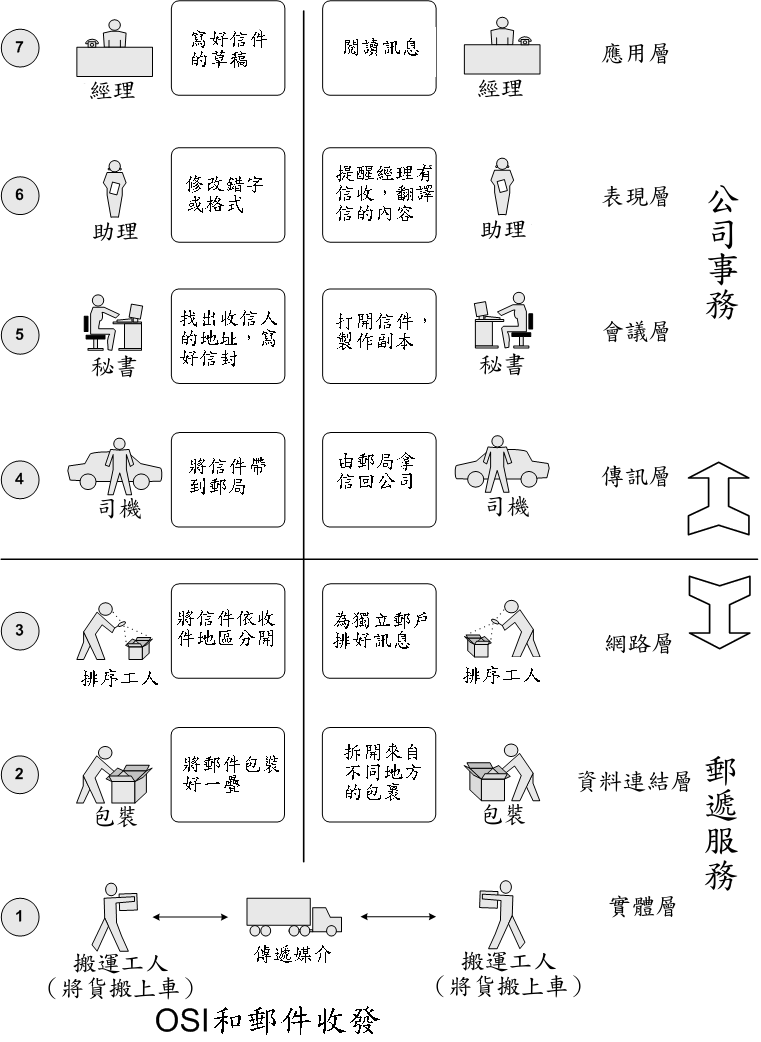 7
寫好信件
的草稿
經理
閱讀訊息
經理
應用層
6
修改錯字
或格式
助理
提醒經理有
信收，翻譯
信的內容
助理
表現層
公司事務
5
找出收信人
的地址，寫
好信封
秘書
打開信件，
製作副本
秘書
會議層
4
將信件帶
到郵局
司機
由郵局拿
信回公司
司機
傳訊層
3
將信件依收
件地區分開
排序工人
為獨立郵戶
排好訊息
排序工人
網路層
2
將郵件包裝
好一疊
包裝
拆開來自
不同地方
的包裹
包裝
資料連結層
郵遞服務
1
搬運工人
（將貨搬上車）
傳遞媒介
搬運工人
（將貨搬上車）
實體層
OSI和郵件收發